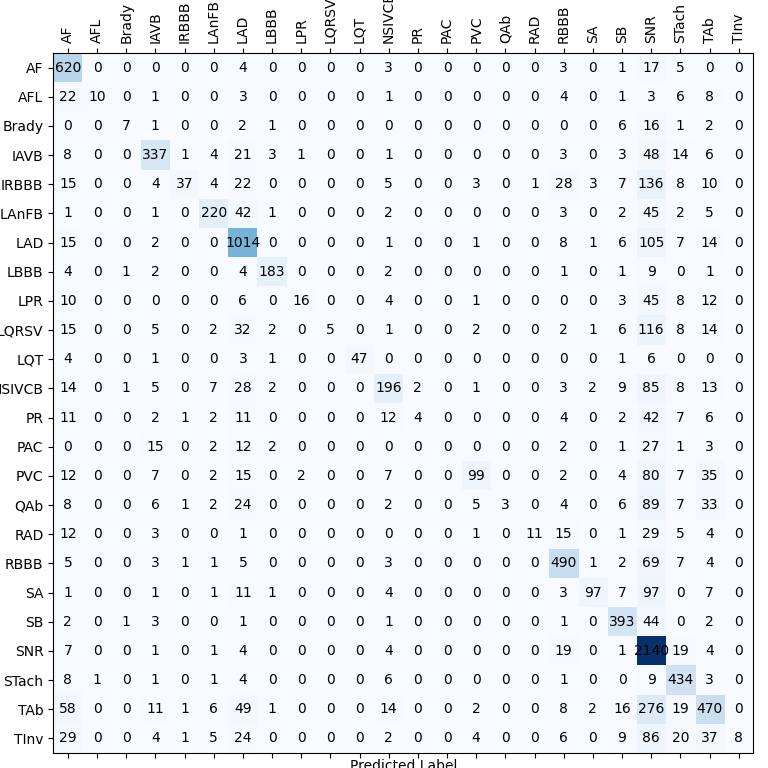 AF AFL Brady IAVB IRBBB LAnFB LAD LBBB LPR LQRSV LQT NSIVCB PR PAC PVC QAb RAD RBBB SA SB SNR STach TAb TInv
AF 620 0 0 0 0 0 4 0 0 0 0 3 0 0 0 0 0 3 0 1 17 5 0 0
AFL 22 10 0 1 0 0 3 0 0 0 0 1 0 0 0 0 0 4 0 1 3 6 8 0
Brady 0 0 7 1 0 0 2 1 0 0 0 0 0 0 0 0 0 0 0 6 16 1 2 0
IAVB 8 0 0 337 1 4 21 3 1 0 0 1 0 0 0 0 0 3 0 3 48 14 6 0
IRBBB 15 0 0 4 37 4 22 0 0 0 0 5 0 0 3 0 1 28 3 7 136 8 10 0
LAnFB 1 0 0 1 0 220 42 1 0 0 0 2 0 0 0 0 0 3 0 2 45 2 5 0
LAD 15 0 0 2 0 0 1014 0 0 0 0 1 0 0 1 0 0 8 1 6 105 7 14 0
LBBB 4 0 1 2 0 0 4 183 0 0 0 2 0 0 0 0 0 1 0 1 9 0 1 0
LPR 10 0 0 0 0 0 6 0 16 0 0 4 0 0 1 0 0 0 0 3 45 8 12 0
LQRSV 15 0 0 5 0 2 32 2 0 5 0 1 0 0 2 0 0 2 1 6 116 8 14 0
LQT 4 0 0 1 0 0 3 1 0 0 47 0 0 0 0 0 0 0 0 1 6 0 0 0
NSIVCB 14 0 1 5 0 7 28 2 0 0 0 196 2 0 1 0 0 3 2 9 85 8 13 0
PR 11 0 0 2 1 2 11 0 0 0 0 12 4 0 0 0 0 4 0 2 42 7 6 0
PAC 0 0 0 15 0 2 12 2 0 0 0 0 0 0 0 0 0 2 0 1 27 1 3 0
PVC 12 0 0 7 0 2 15 0 2 0 0 7 0 0 99 0 0 2 0 4 80 7 35 0
QAb 8 0 0 6 1 2 24 0 0 0 0 2 0 0 5 3 0 4 0 6 89 7 33 0
RAD 12 0 0 3 0 0 1 0 0 0 0 0 0 0 1 0 11 15 0 1 29 5 4 0
RBBB 5 0 0 3 1 1 5 0 0 0 0 3 0 0 0 0 0 490 1 2 69 7 4 0
SA 1 0 0 1 0 1 11 1 0 0 0 4 0 0 0 0 0 3 97 7 97 0 7 0
SB 2 0 1 3 0 0 1 0 0 0 0 1 0 0 0 0 0 1 0 393 44 0 2 0
SNR 7 0 0 1 0 1 4 0 0 0 0 4 0 0 0 0 0 19 0 1 2140 19 4 0
STach 8 1 0 1 0 1 4 0 0 0 0 6 0 0 0 0 0 1 0 0 9 434 3 0
TAb 58 0 0 11 1 6 49 1 0 0 0 14 0 0 2 0 0 8 2 16 276 19 470 0
TInv 29 0 0 4 1 5 24 0 0 0 0 2 0 0 4 0 0 6 0 9 86 20 37 8
Predicted Label